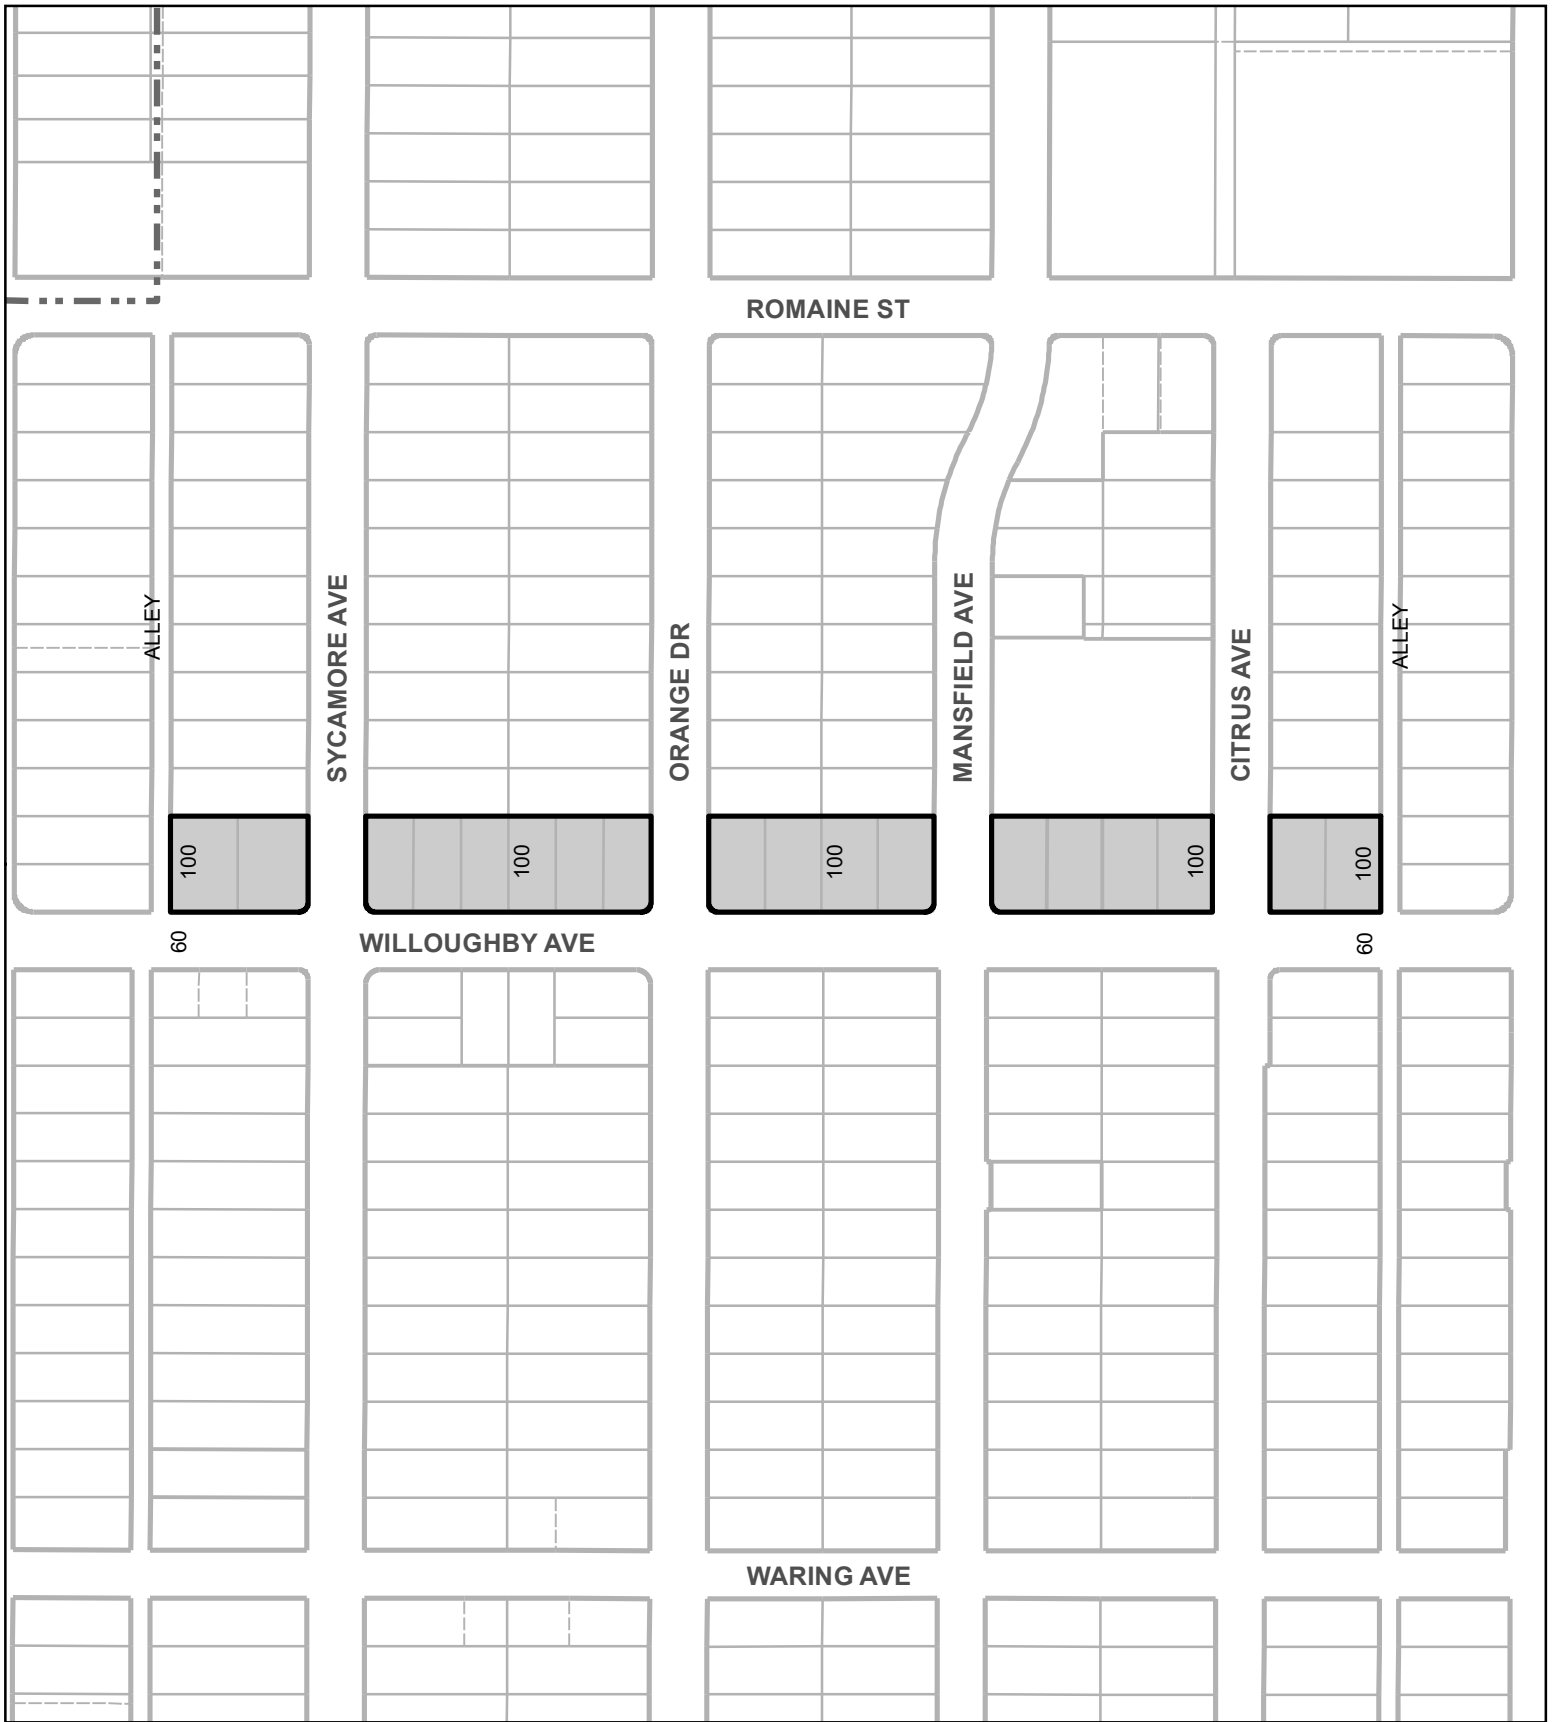 ROMAINE ST
ALLEY
SYCAMORE AVE
ORANGE DR
MANSFIELD AVE
CITRUS AVE
ALLEY
100
100
100
100
100
60
WILLOUGHBY AVE
60
WARING AVE